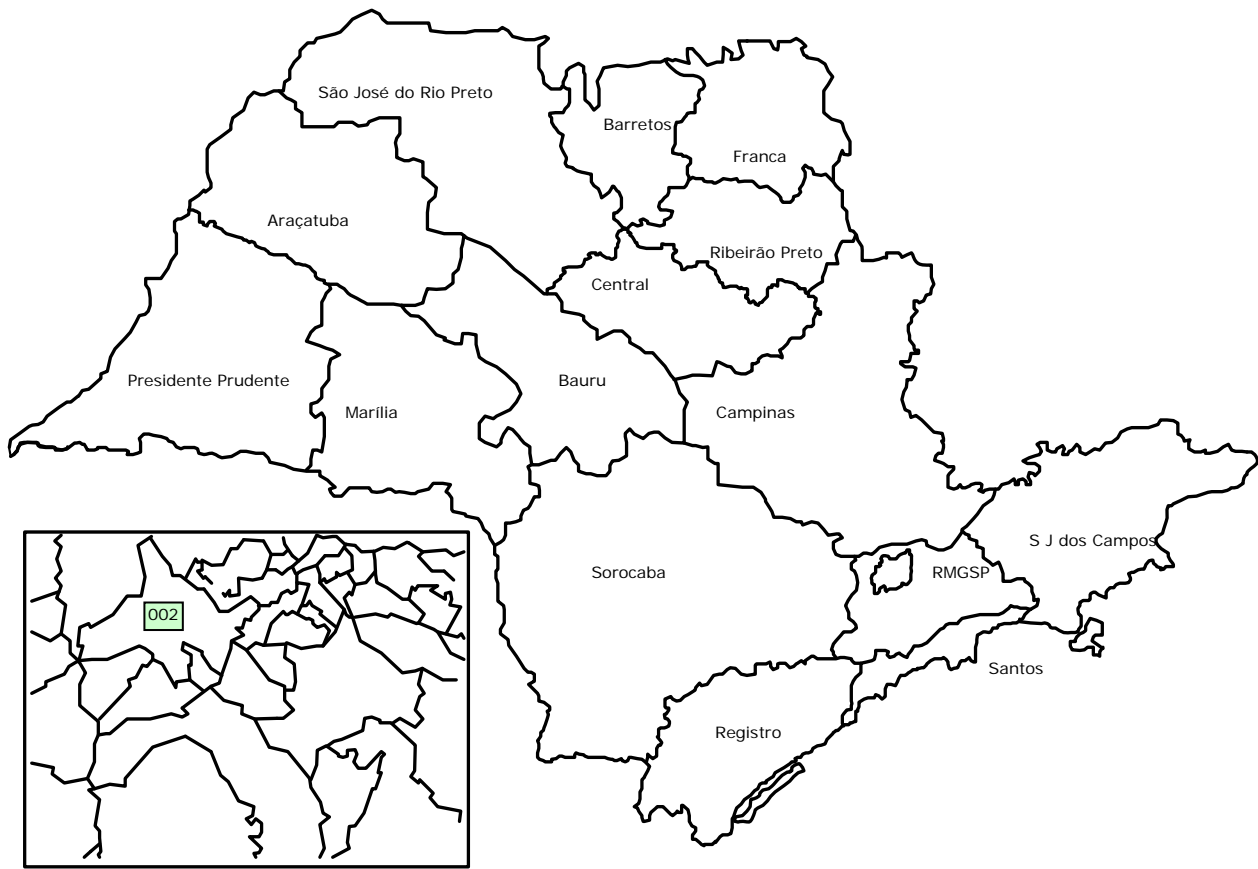 São José do Rio Preto
Barretos
Franca
Araçatuba
Ribeirão Preto
Central
Presidente Prudente
Bauru
Marília
Campinas
S J dos Campos
Sorocaba
RMGSP
002
Santos
Registro